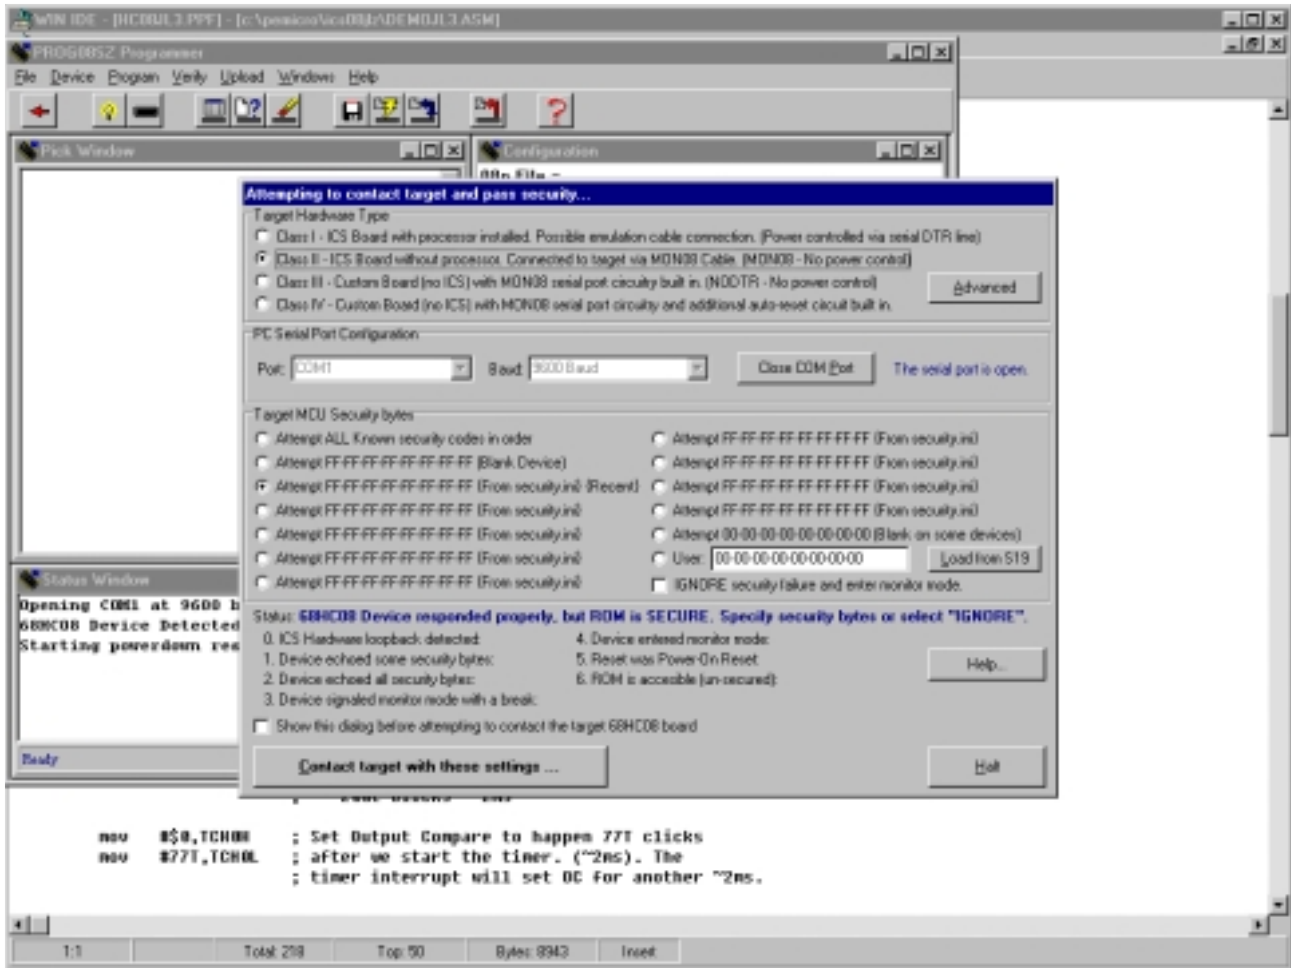 WIN IDE - [HC08JL3.PPF] - [c:\pemicro\ics08jlz\DEMOJL3.ASM]
PROG08SZ Programmer
File Device Program Verify Upload Windows Help
Pick Window
Configuration
08p File -
Attempting to contact target and pass security...
Target Hardware Type
Class I - ICS Board with processor installed. Possible emulation cable connection. (Power controlled via serial DTR line)
Class II - ICS Board without processor. Connected to target via MON08 Cable. (MON08 - No power control)
Class III - Custom Board (no ICS) with MON08 serial port circuity built in. (NODTR - No power control)
Class IV - Custom Board (no ICS) with MON08 serial port circuity and additional auto-reset circuit built in.
Advanced
PC Serial Port Configuration
Port: COM1 Baud: 9600 Baud Close COM Port The serial port is open.
Target MCU Security bytes
Attempt ALL Known security codes in order Attempt FF-FF-FF-FF-FF-FF-FF-FF (From security.ini)
Attempt FF-FF-FF-FF-FF-FF-FF-FF (Blank Device) Attempt FF-FF-FF-FF-FF-FF-FF-FF (From security.ini)
Attempt FF-FF-FF-FF-FF-FF-FF-FF (From security.ini) (Recent) Attempt FF-FF-FF-FF-FF-FF-FF-FF (From security.ini)
Attempt FF-FF-FF-FF-FF-FF-FF-FF (From security.ini) Attempt FF-FF-FF-FF-FF-FF-FF-FF (From security.ini)
Attempt FF-FF-FF-FF-FF-FF-FF-FF (From security.ini) Attempt 00-00-00-00-00-00-00-00 (Blank on some devices)
Attempt FF-FF-FF-FF-FF-FF-FF-FF (From security.ini) User: 00-00-00-00-00-00-00-00 Load from S19
Attempt FF-FF-FF-FF-FF-FF-FF-FF (From security.ini) IGNORE security failure and enter monitor mode.
Status: 68HC08 Device responded properly, but ROM is SECURE. Specify security bytes or select "IGNORE".
0. ICS Hardware loopback detected: 4. Device entered monitor mode:
1. Device echoed some security bytes: 5. Reset was Power-On Reset:
2. Device echoed all security bytes: 6. ROM is accesible (un-secured):
3. Device signaled monitor mode with a break:
Help...
Show this dialog before attempting to contact the target 68HC08 board
Contact target with these settings ... Halt
Status Window
Opening COM1 at 9600 b
68HC08 Device Detected
Starting powerdown res
Ready
mov #$0,TCH0H ; Set Output Compare to happen 77T clicks
mov #77T,TCH0L ; after we start the timer. (~2ms). The
; timer interrupt will set OC for another ~2ms.
1:1 Total: 218 Top: 50 Bytes: 8943 Insert